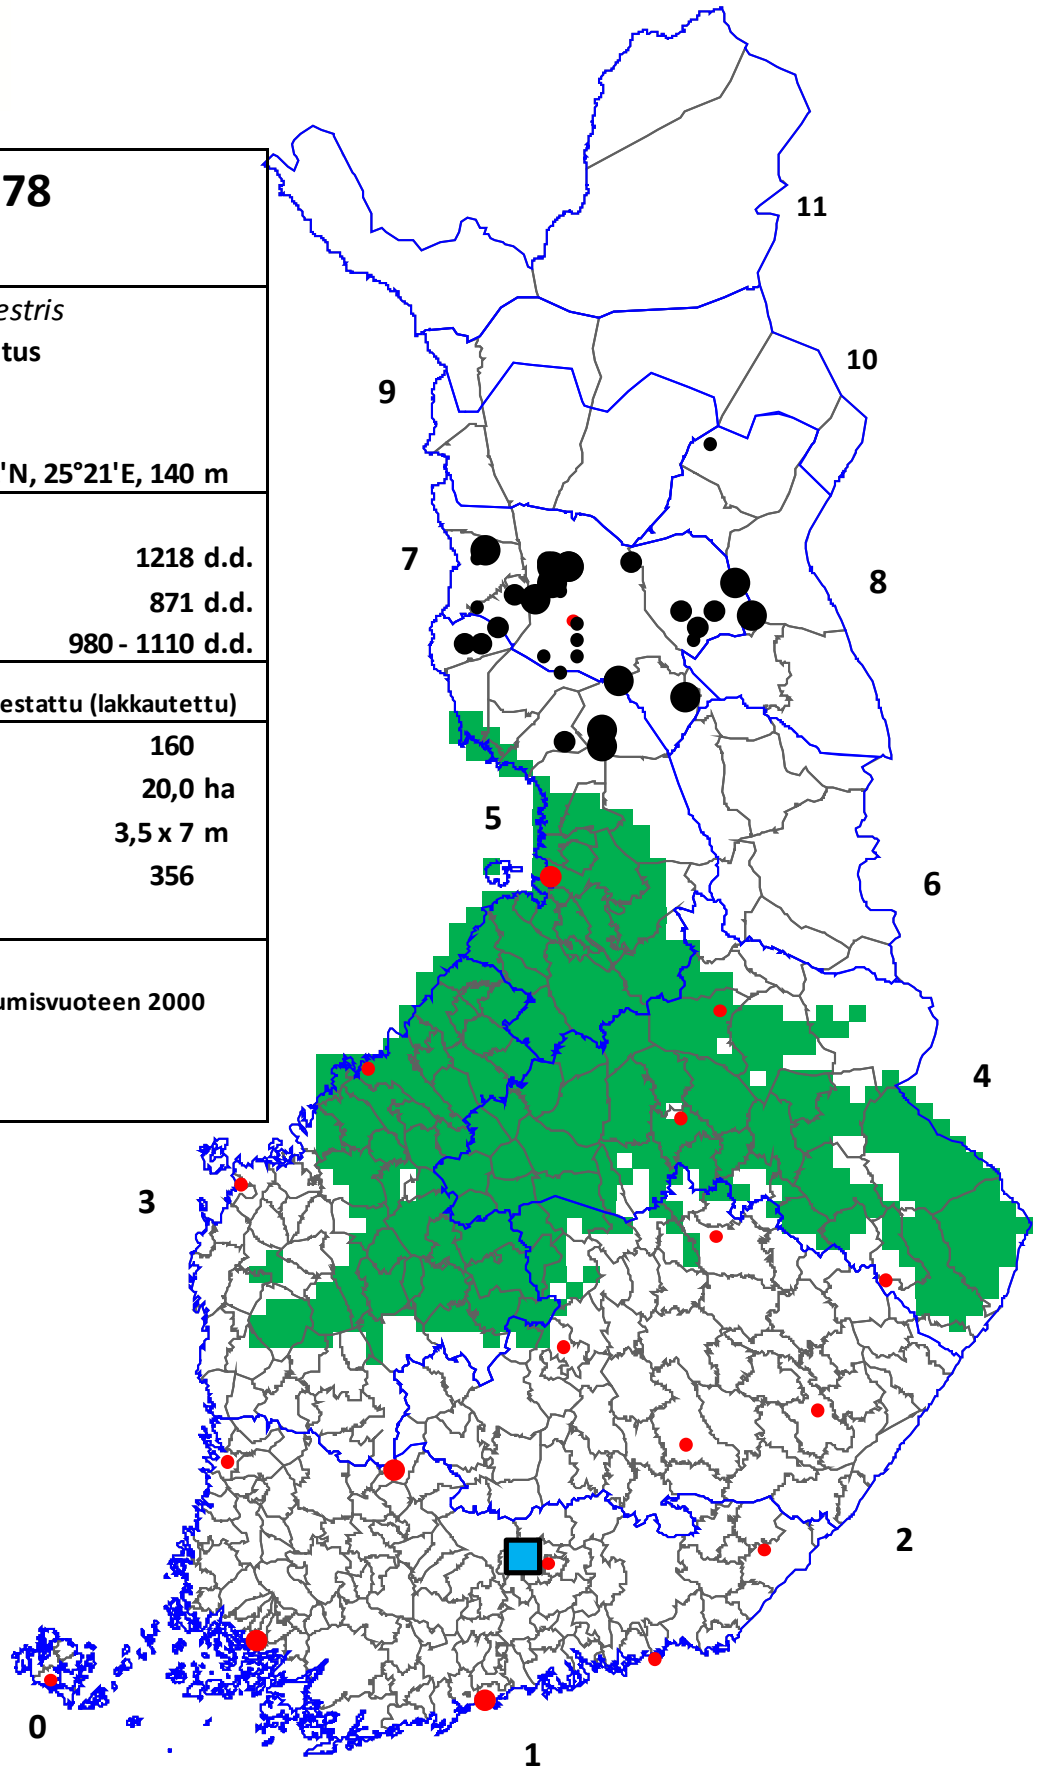 78
estris
tus
'N, 25°21'E, 140 m
1218 d.d.
871 d.d.
980 - 1110 d.d.
estattu (lakkautettu)
160
20,0 ha
3,5 x 7 m
356
umisvuoteen 2000
11
10
9
8
7
6
5
4
3
2
1
0